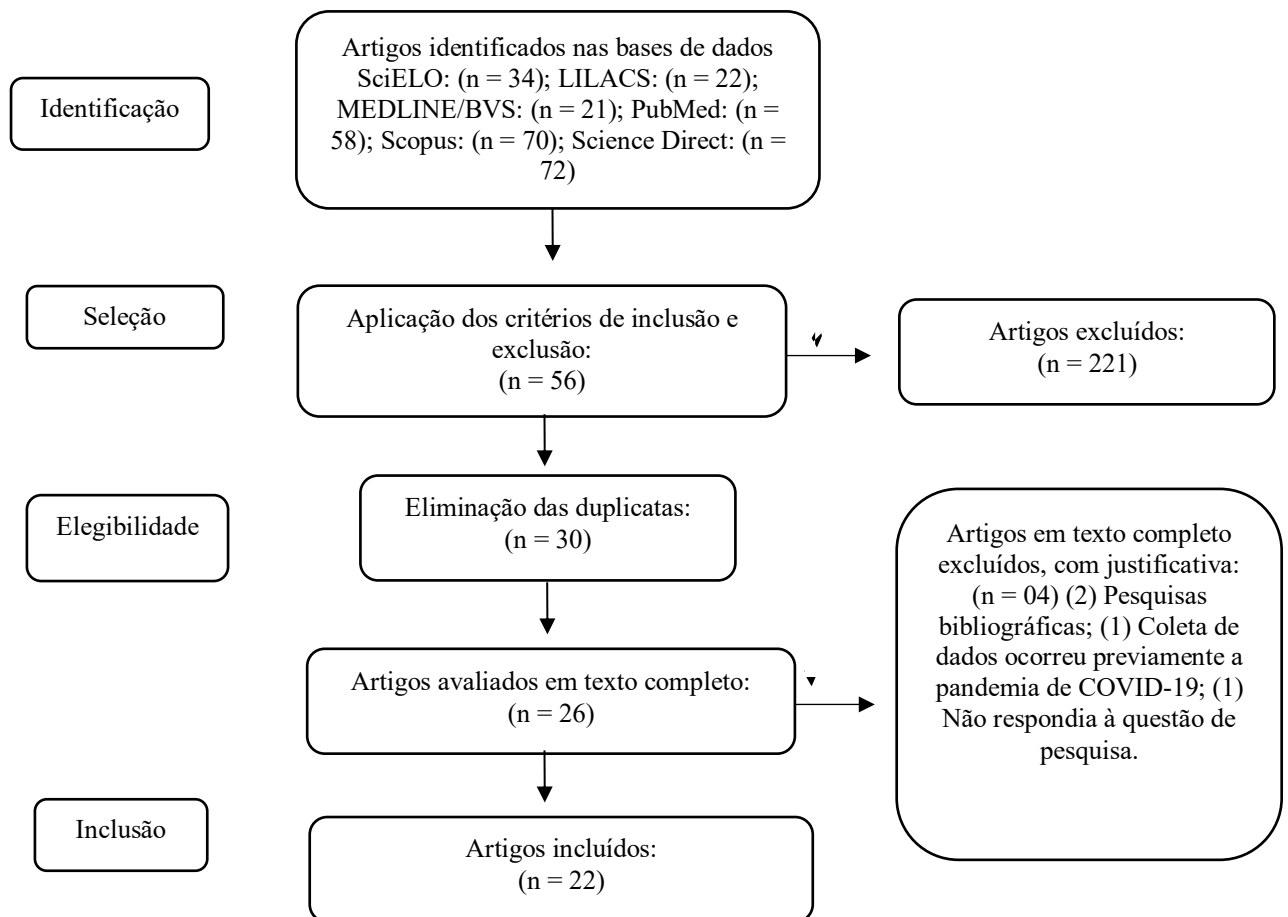 Artigos identificados nas bases de dados
SciELO: (n = 34); LILACS: (n = 22);
MEDLINE/BVS: (n = 21); PubMed: (n =
58); Scopus: (n = 70); Science Direct: (n =
72)
Identificação
Seleção
Aplicação dos critérios de inclusão e
exclusão:
(n = 56)
Artigos excluídos:
(n = 221)
Elegibilidade
Eliminação das duplicatas:
(n = 30)
Artigos avaliados em texto completo:
(n = 26)
Artigos em texto completo
excluídos, com justificativa:
(n = 04) (2) Pesquisas
bibliográficas; (1) Coleta de
dados ocorreu previamente a
pandemia de COVID-19; (1)
Não respondia à questão de
pesquisa.
Inclusão
Artigos incluídos:
(n = 22)